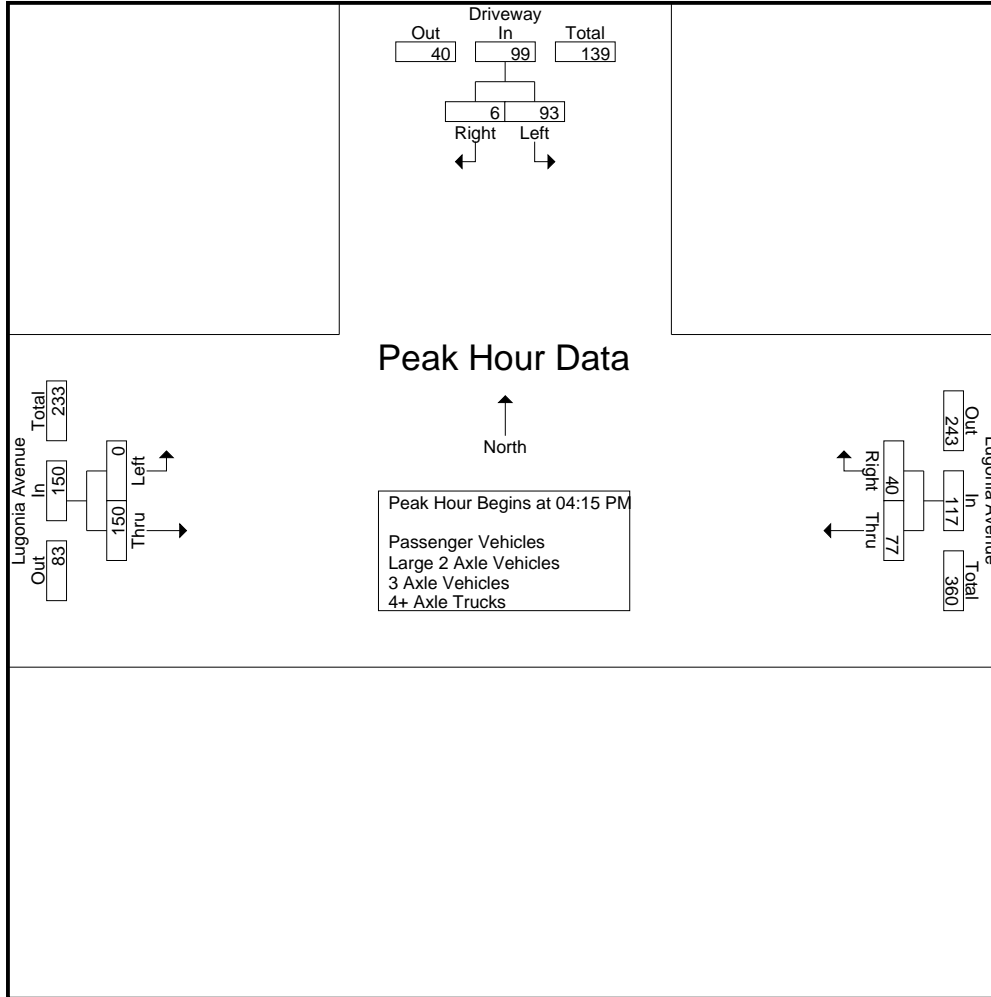 Driveway
Out In Total
40 99 139
6 93
Right Left
Peak Hour Data
North
Peak Hour Begins at 04:15 PM
Passenger Vehicles
Large 2 Axle Vehicles
3 Axle Vehicles
4+ Axle Trucks
Lugonia Avenue
Out In Total
83 150 233
Left Thru
0 150
Lugonia Avenue
Out In Total
243 117 360
Right Thru
40 77